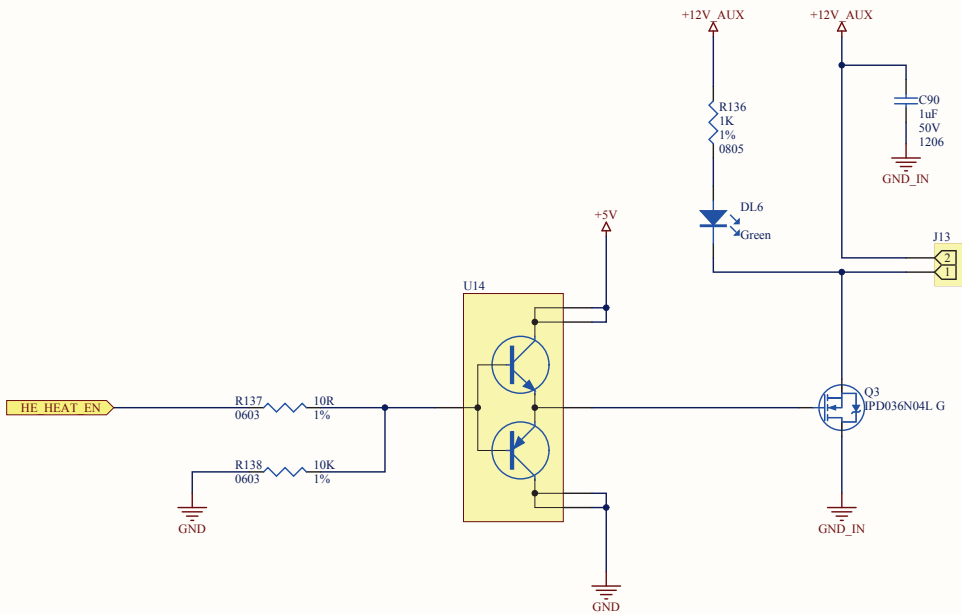 +12V_AUX
+12V_AUX
R136
1K
1%
0805
C90
1uF
50V
1206
GND_IN
DL6
Green
+5V
J13
2
1
U14
HE_HEAT_EN
R137
0603
10R
1%
R138
0603
10K
1%
GND
Q3
IPD036N04L G
GND_IN
GND